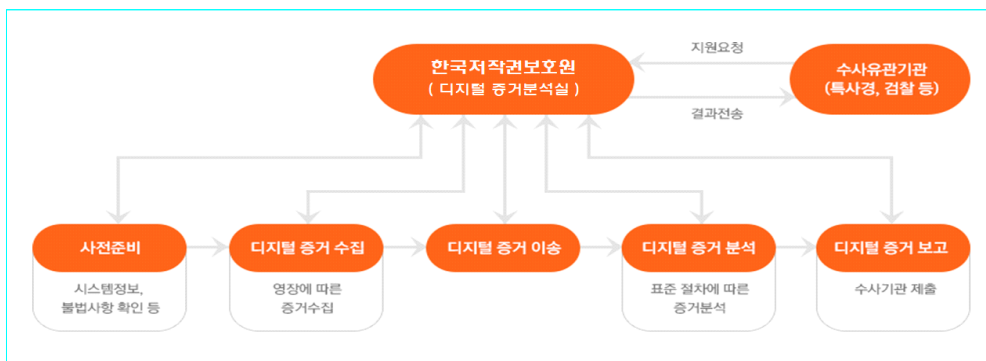 한국저작권보호원
( 디지털 증거분석실 )
지원요청
결과전송
수사유관기관
(특사경, 검찰 등)
사전준비
시스템정보,
불법사항 확인 등
디지털 증거 수집
영장에 따른
증거수집
디지털 증거 이송
디지털 증거 분석
표준 절차에 따른
증거분석
디지털 증거 보고
수사기관 제출